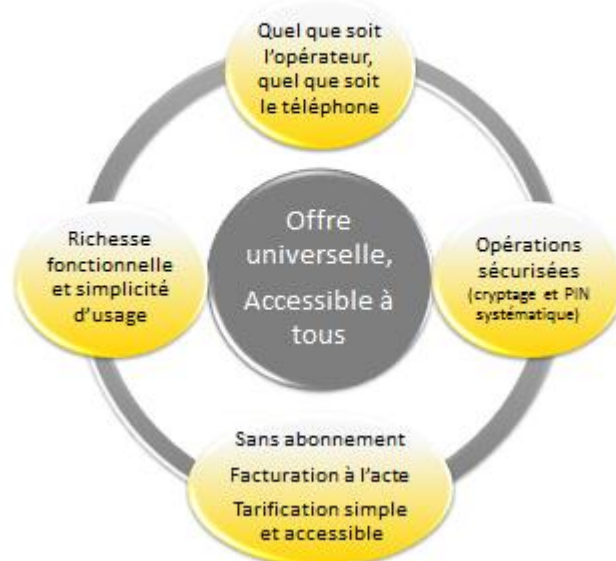 Quel que soit
l'opérateur,
quel que soit
le téléphone
Richesse
fonctionnelle
et simplicité
d'usage
Offre
universelle,
Accessible à
tous
Opérations
sécurisées
(cryptage et PIN
systématique)
Sans abonnement
Facturation à l'acte
Tarification simple
et accessible